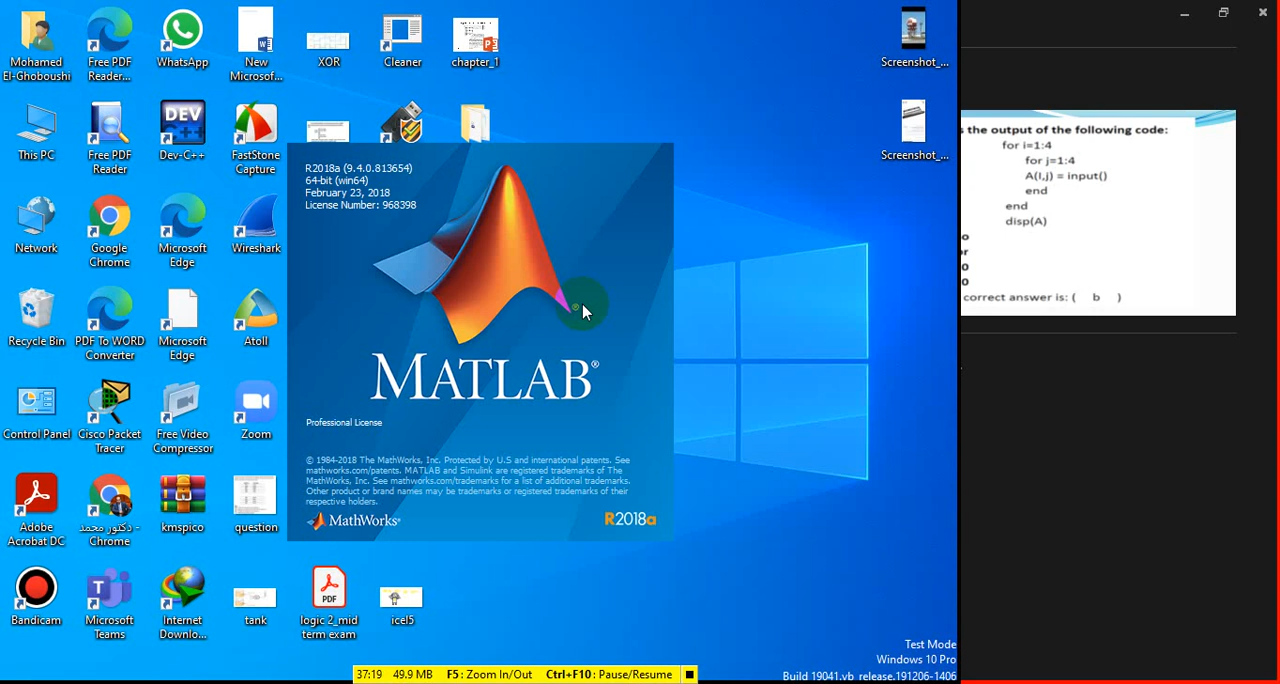 Mohamed
El-Ghoboushi
Free PDF
Reader...
WhatsApp
New
Microsof...
XOR
Cleaner
chapter_1
Screenshot_...
This PC
Free PDF
Reader
DEV
C++
Dev-C++
FastStone
Capture
Screenshot_...
Network
Google
Chrome
Microsoft
Edge
Wireshark
Recycle Bin
PDF To WORD
Converter
Microsoft
Edge
Atoll
Control Panel
Cisco Packet
Tracer
Free Video
Compressor
Zoom
Adobe
Acrobat DC
دكتور محمد -
Chrome
kmspico
question
Bandicam
Microsoft
Teams
Internet
Downlo...
tank
PDF
logic 2_mid
term exam
icel5
R2018a (9.4.0.813654)
64-bit (win64)
February 23, 2018
License Number: 968398
MATLAB®
Professional License
© 1984-2018 The MathWorks, Inc. Protected by U.S and international patents. See
mathworks.com/patents. MATLAB and Simulink are registered trademarks of The
MathWorks, Inc. See mathworks.com/trademarks for a list of additional trademarks.
Other product or brand names may be trademarks or registered trademarks of their
respective holders.
MathWorks®
R2018a
s the output of the following code:
for i=1:4
for j=1:4
A(I,j) = input()
end
end
disp(A)
o
or
0
0
correct answer is: ( b )
Test Mode
Windows 10 Pro
Build 19041.vb_release.191206-1406
37:19 49.9 MB F5: Zoom In/Out Ctrl+F10: Pause/Resume